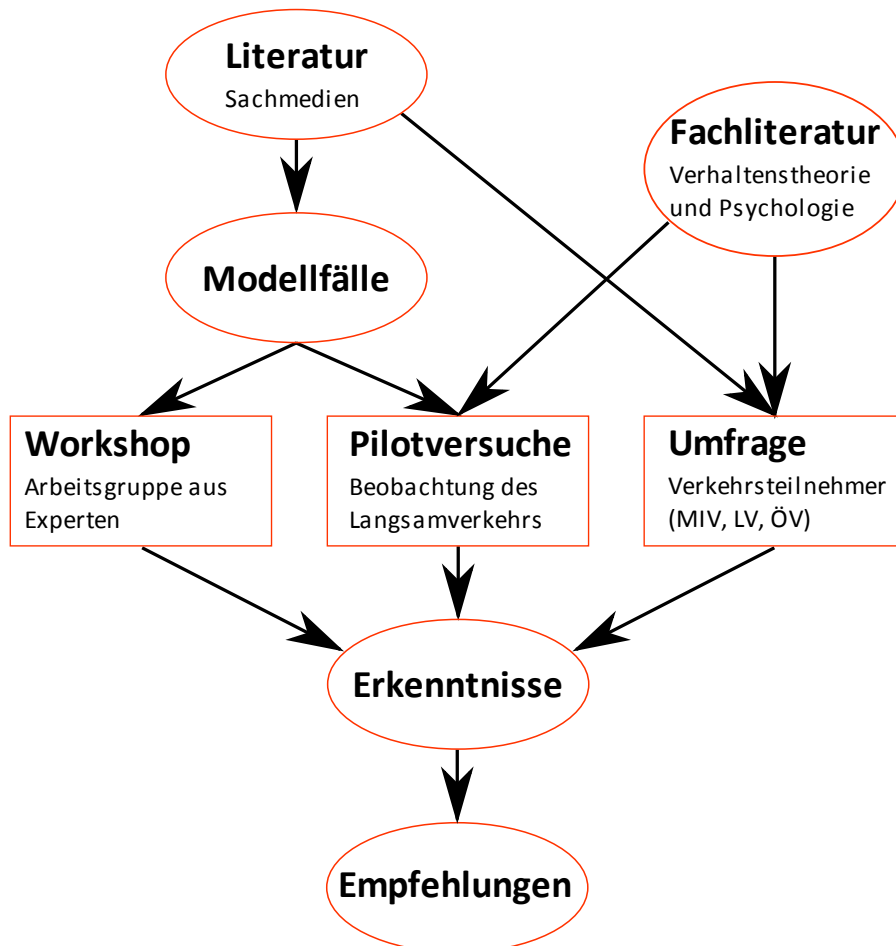 Literatur
Sachmedien
Fachliteratur
Verhaltenstheorie
und Psychologie
Modellfälle
Workshop
Arbeitsgruppe aus
Experten
Pilotversuche
Beobachtung des
Langsamverkehrs
Umfrage
Verkehrsteilnehmer
(MIV, LV, ÖV)
Erkenntnisse
Empfehlungen